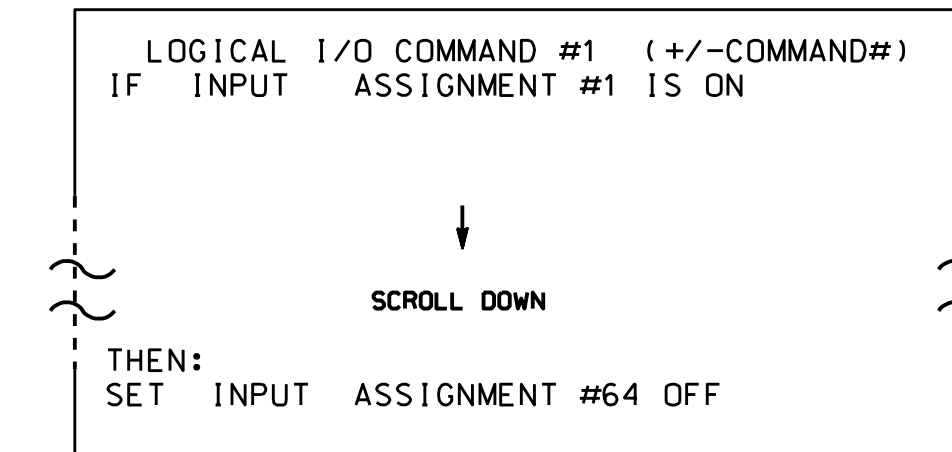 LOGICAL I/O COMMAND #1 (+/-COMMAND#)
IF INPUT ASSIGNMENT #1 IS ON
SCROLL DOWN
THEN:
SET INPUT ASSIGNMENT #64 OFF